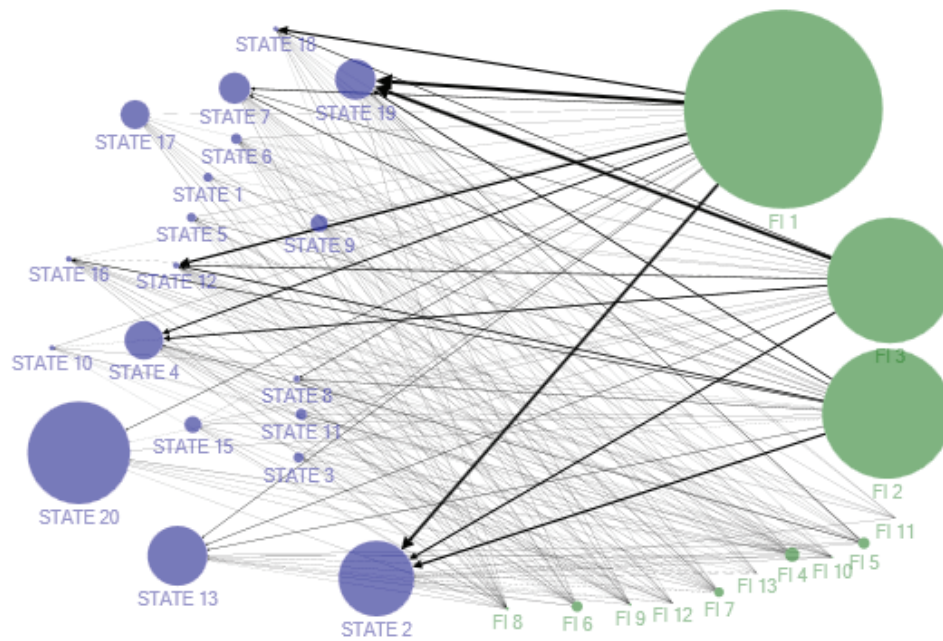 STATE 18
STATE 7
STATE 19
STATE 17
STATE 6
STATE 1
FI 1
STATE 5
STATE 9
STATE 16
STATE 12
FI 3
STATE 10
STATE 4
STATE 8
STATE 11
STATE 15
STATE 3
FI 2
STATE 20
FI 11
FI 5
FI 10
FI 4
FI 13
STATE 13
FI 7
FI 12
FI 9
FI 6
FI 8
STATE 2